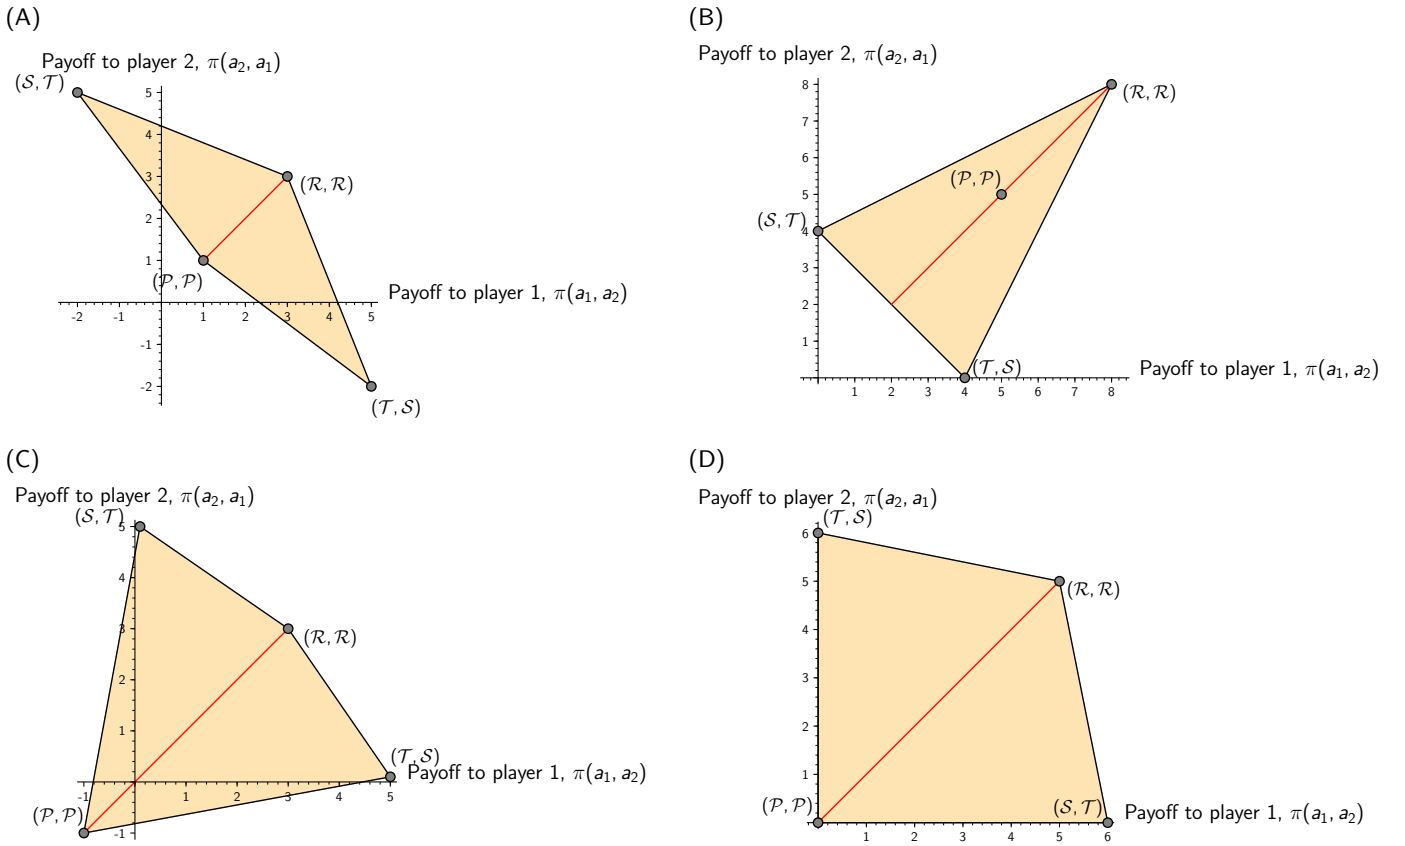 (A)
Payoff to player 2, π(a₂, a₁)
(𝒮, 𝒯)
5
4
3
2
1
-1
-2
(ℛ, ℛ)
(𝒫, 𝒫)
Payoff to player 1, π(a₁, a₂)
-2 -1 1 2 3 4 5
(𝒯, 𝒮)
(B)
Payoff to player 2, π(a₂, a₁)
8
7
6
5
4
3
2
1
(ℛ, ℛ)
(𝒫, 𝒫)
(𝒮, 𝒯)
(𝒯, 𝒮)
Payoff to player 1, π(a₁, a₂)
1 2 3 4 5 6 7 8
(C)
Payoff to player 2, π(a₂, a₁)
(𝒮, 𝒯)
5
4
3
2
1
-1
(ℛ, ℛ)
(𝒯, 𝒮)
Payoff to player 1, π(a₁, a₂)
-1 1 2 3 4 5
(𝒫, 𝒫)
(D)
Payoff to player 2, π(a₂, a₁)
(𝒯, 𝒮)
6
5
4
3
2
1
(ℛ, ℛ)
(𝒫, 𝒫)
(𝒮, 𝒯)
Payoff to player 1, π(a₁, a₂)
1 2 3 4 5 6